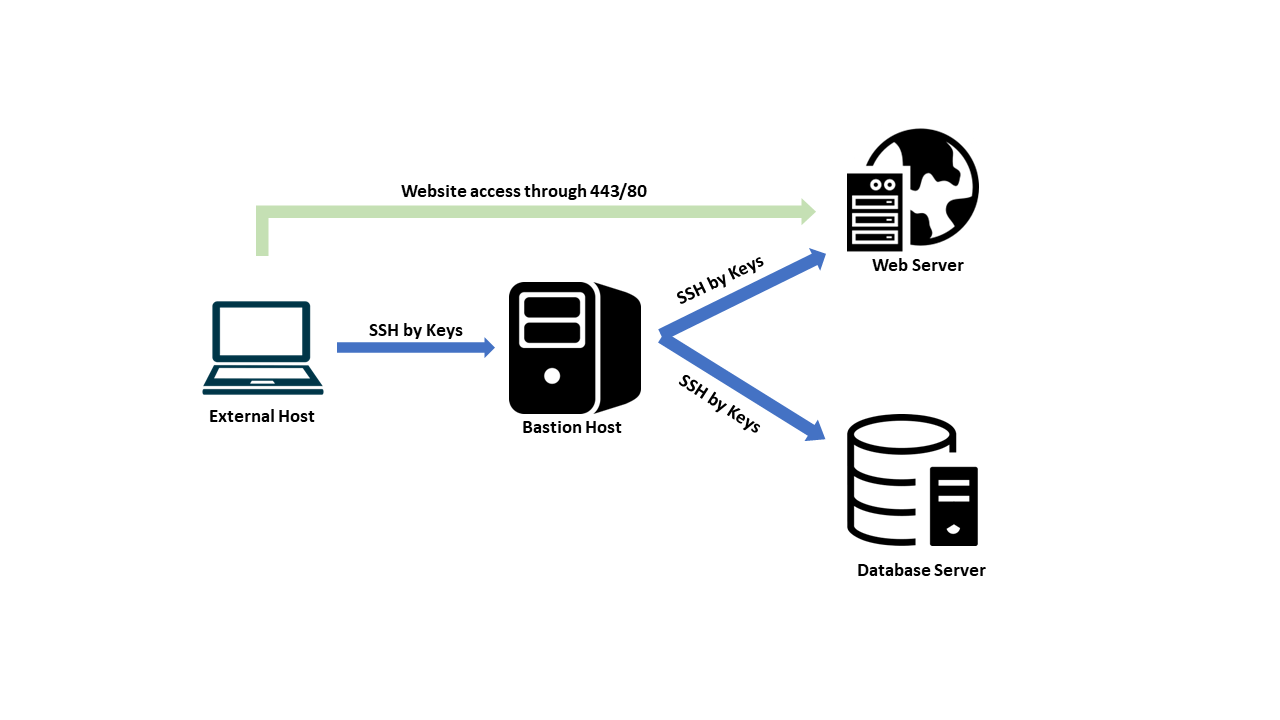 Website access through 443/80
SSH by Keys
Web Server
SSH by Keys
External Host
Bastion Host
SSH by Keys
Database Server